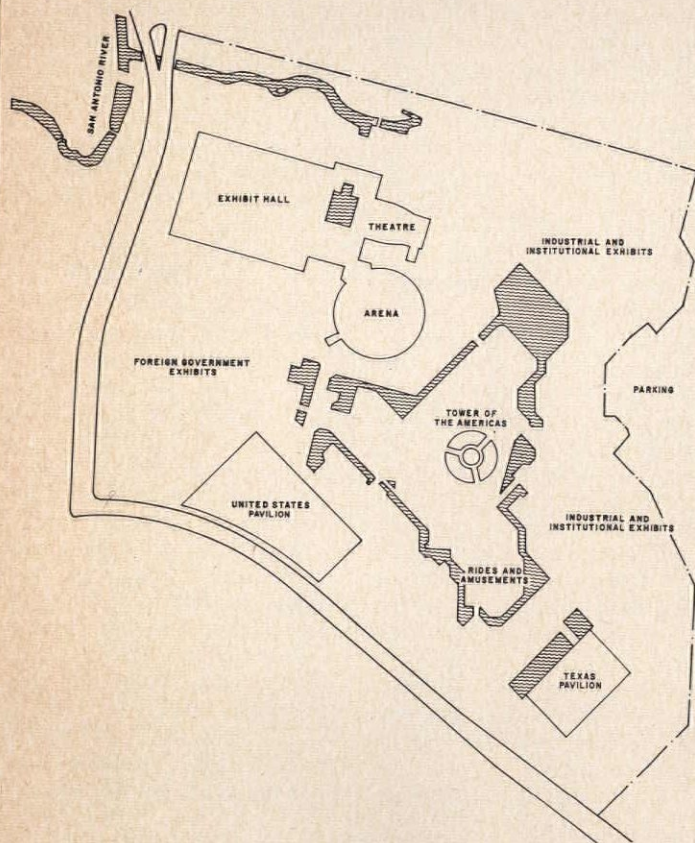 SAN ANTONIO RIVER
EXHIBIT HALL
THEATRE
INDUSTRIAL AND
INSTITUTIONAL EXHIBITS
ARENA
FOREIGN GOVERNMENT
EXHIBITS
PARKING
TOWER OF
THE AMERICAS
UNITED STATES
PAVILION
INDUSTRIAL AND
INSTITUTIONAL EXHIBITS
RIDES AND
AMUSEMENTS
TEXAS
PAVILION